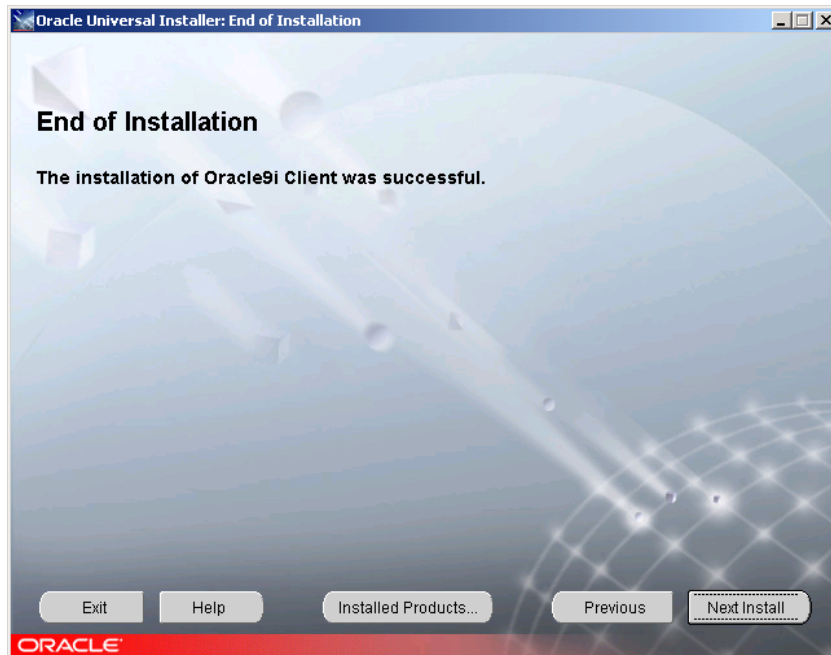 Oracle Universal Installer: End of Installation
End of Installation
The installation of Oracle9i Client was successful.
Exit Help Installed Products... Previous Next Install
ORACLE